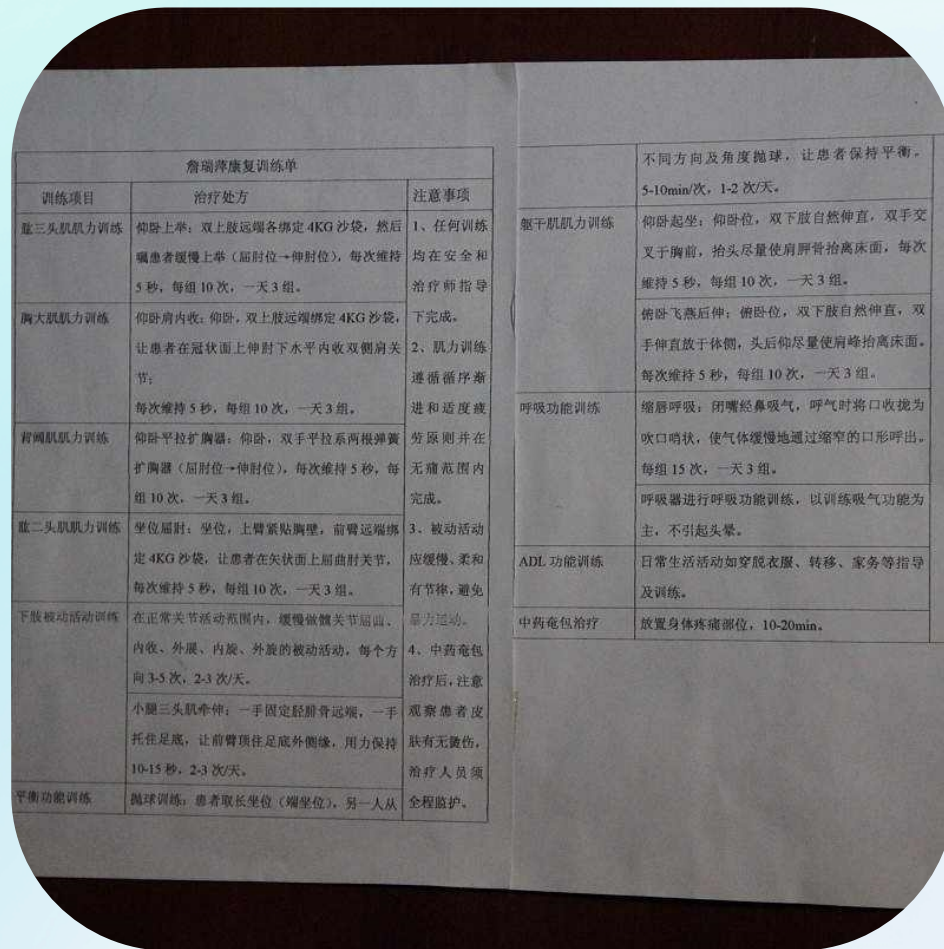 詹瑞萍康复训练单
训练项目
治疗处方
注意事项
肱三头肌肌力训练
仰卧上举：双上肢远端各绑定 4KG 沙袋，然后
嘱患者缓慢上举（屈肘位→伸肘位），每次维持
5 秒，每组 10 次，一天 3 组。
胸大肌肌力训练
仰卧肩内收：仰卧，双上肢远端绑定 4KG 沙袋，
让患者在冠状面上伸肘下水平内收双侧肩关
节；
每次维持 5 秒，每组 10 次，一天 3 组。
背阔肌肌力训练
仰卧平拉扩胸器：仰卧，双手平拉系两根弹簧
扩胸器（屈肘位→伸肘位），每次维持 5 秒，每
组 10 次，一天 3 组。
肱二头肌肌力训练
坐位屈肘：坐位，上臂紧贴胸壁，前臂远端绑
定 4KG 沙袋，让患者在矢状面上屈曲肘关节，
每次维持 5 秒，每组 10 次，一天 3 组。
下肢被动活动训练
在正常关节活动范围内，缓慢做髋关节屈曲、
内收、外展、内旋、外旋的被动活动，每个方
向 3-5 次，2-3 次/天。
小腿三头肌牵伸：一手固定胫腓骨远端，一手
托住足底，让前臂顶住足底外侧缘，用力保持
10-15 秒，2-3 次/天。
平衡功能训练
抛球训练：患者取长坐位（端坐位），另一人从
1、任何训练
均在安全和
治疗师指导
下完成。
2、肌力训练
遵循循序渐
进和适度疲
劳原则并在
无痛范围内
完成。
3、被动活动
应缓慢、柔和
有节律，避免
暴力运动。
4、中药奄包
治疗后，注意
观察患者皮
肤有无烫伤，
治疗人员须
全程监护。
不同方向及角度抛球，让患者保持平衡。
5-10min/次，1-2 次/天。
躯干肌肌力训练
仰卧起坐：仰卧位，双下肢自然伸直，双手交
叉于胸前，抬头尽量使肩胛骨抬离床面，每次
维持 5 秒，每组 10 次，一天 3 组。
俯卧飞燕后伸：俯卧位，双下肢自然伸直，双
手伸直放于体侧，头后仰尽量使肩峰抬离床面。
每次维持 5 秒，每组 10 次，一天 3 组。
呼吸功能训练
缩唇呼吸：闭嘴经鼻吸气，呼气时将口收拢为
吹口哨状，使气体缓慢地通过缩窄的口形呼出。
每组 15 次，一天 3 组。
呼吸器进行呼吸功能训练，以训练吸气功能为
主，不引起头晕。
ADL 功能训练
日常生活活动如穿脱衣服、转移、家务等指导
及训练。
中药奄包治疗
放置身体疼痛部位，10-20min。